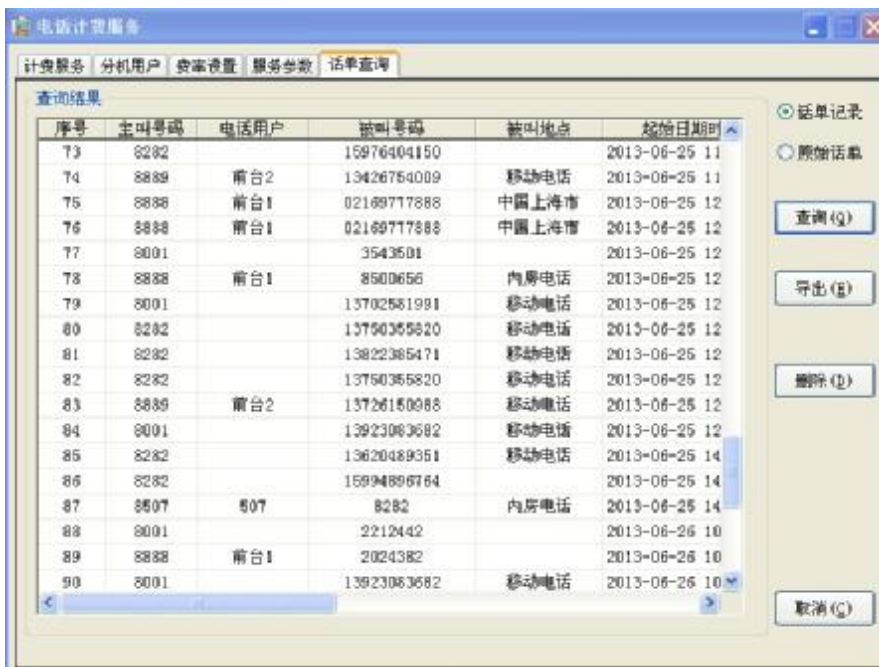 电话计费服务
计费服务 分机用户 费率设置 服务参数 话单查询
查询结果
话单记录
原始话单
查询(Q)
导出(E)
删除(D)
取消(C)
序号 主叫号码 电话用户 被叫号码 被叫地点 起始日期时
73 8282 15976404150 2013-06-25 11
74 8889 前台2 13426754009 移动电话 2013-06-25 11
75 8888 前台1 02169777888 中国上海市 2013-06-25 12
76 8888 前台1 02169777888 中国上海市 2013-06-25 12
77 8001 3543501 2013-06-25 12
78 8888 前台1 8500656 内房电话 2013-06-25 12
79 8001 13702581991 移动电话 2013-06-25 12
80 8282 13750355820 移动电话 2013-06-25 12
81 8282 13822385471 移动电话 2013-06-25 12
82 8282 13750355820 移动电话 2013-06-25 12
83 8889 前台2 13726150988 移动电话 2013-06-25 12
84 8001 13923083682 移动电话 2013-06-25 12
85 8282 13620489351 移动电话 2013-06-25 14
86 8282 15994896764 2013-06-25 14
87 8507 507 8282 内房电话 2013-06-25 14
88 8001 2212442 2013-06-26 10
89 8888 前台1 2024382 2013-06-26 10
90 8001 13923083682 移动电话 2013-06-26 10